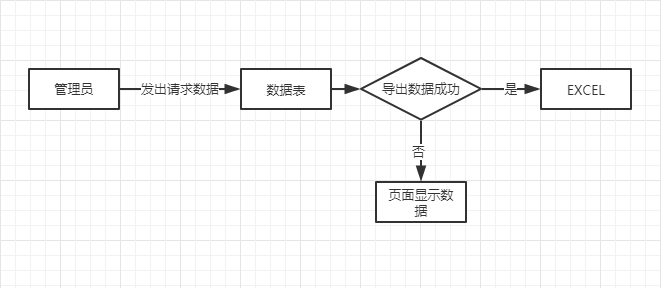 管理员
发出请求数据
数据表
导出数据成功
是
EXCEL
否
页面显示数
据